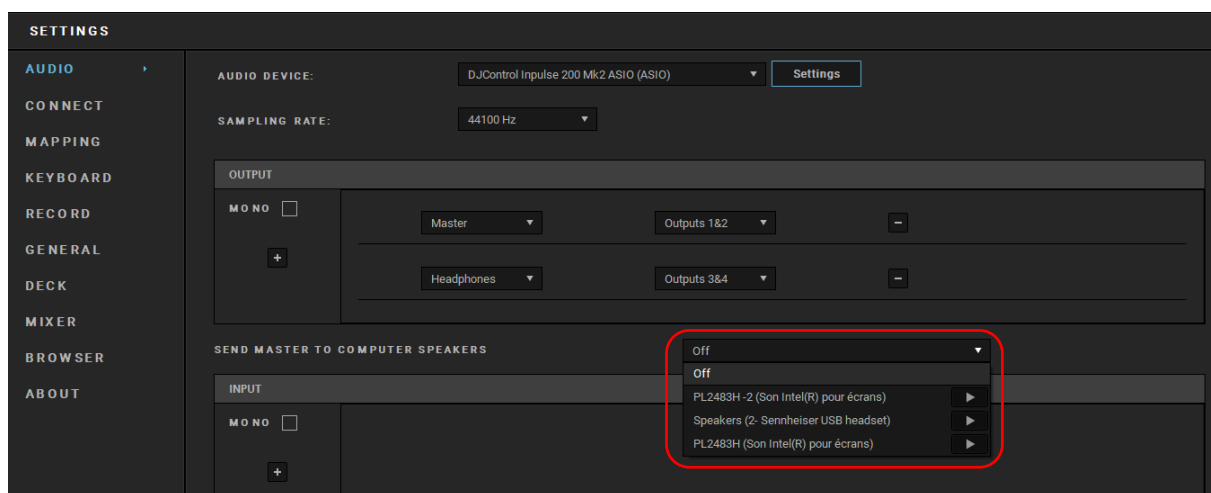 SETTINGS
AUDIO
CONNECT
MAPPING
KEYBOARD
RECORD
GENERAL
DECK
MIXER
BROWSER
ABOUT
AUDIO DEVICE:
DJControl Inpulse 200 Mk2 ASIO (ASIO)
Settings
SAMPLING RATE:
44100 Hz
OUTPUT
MONO
+
Master
Outputs 1&2
−
Headphones
Outputs 3&4
−
SEND MASTER TO COMPUTER SPEAKERS
Off
Off
PL2483H -2 (Son Intel(R) pour écrans)
Speakers (2- Sennheiser USB headset)
PL2483H (Son Intel(R) pour écrans)
INPUT
MONO
+